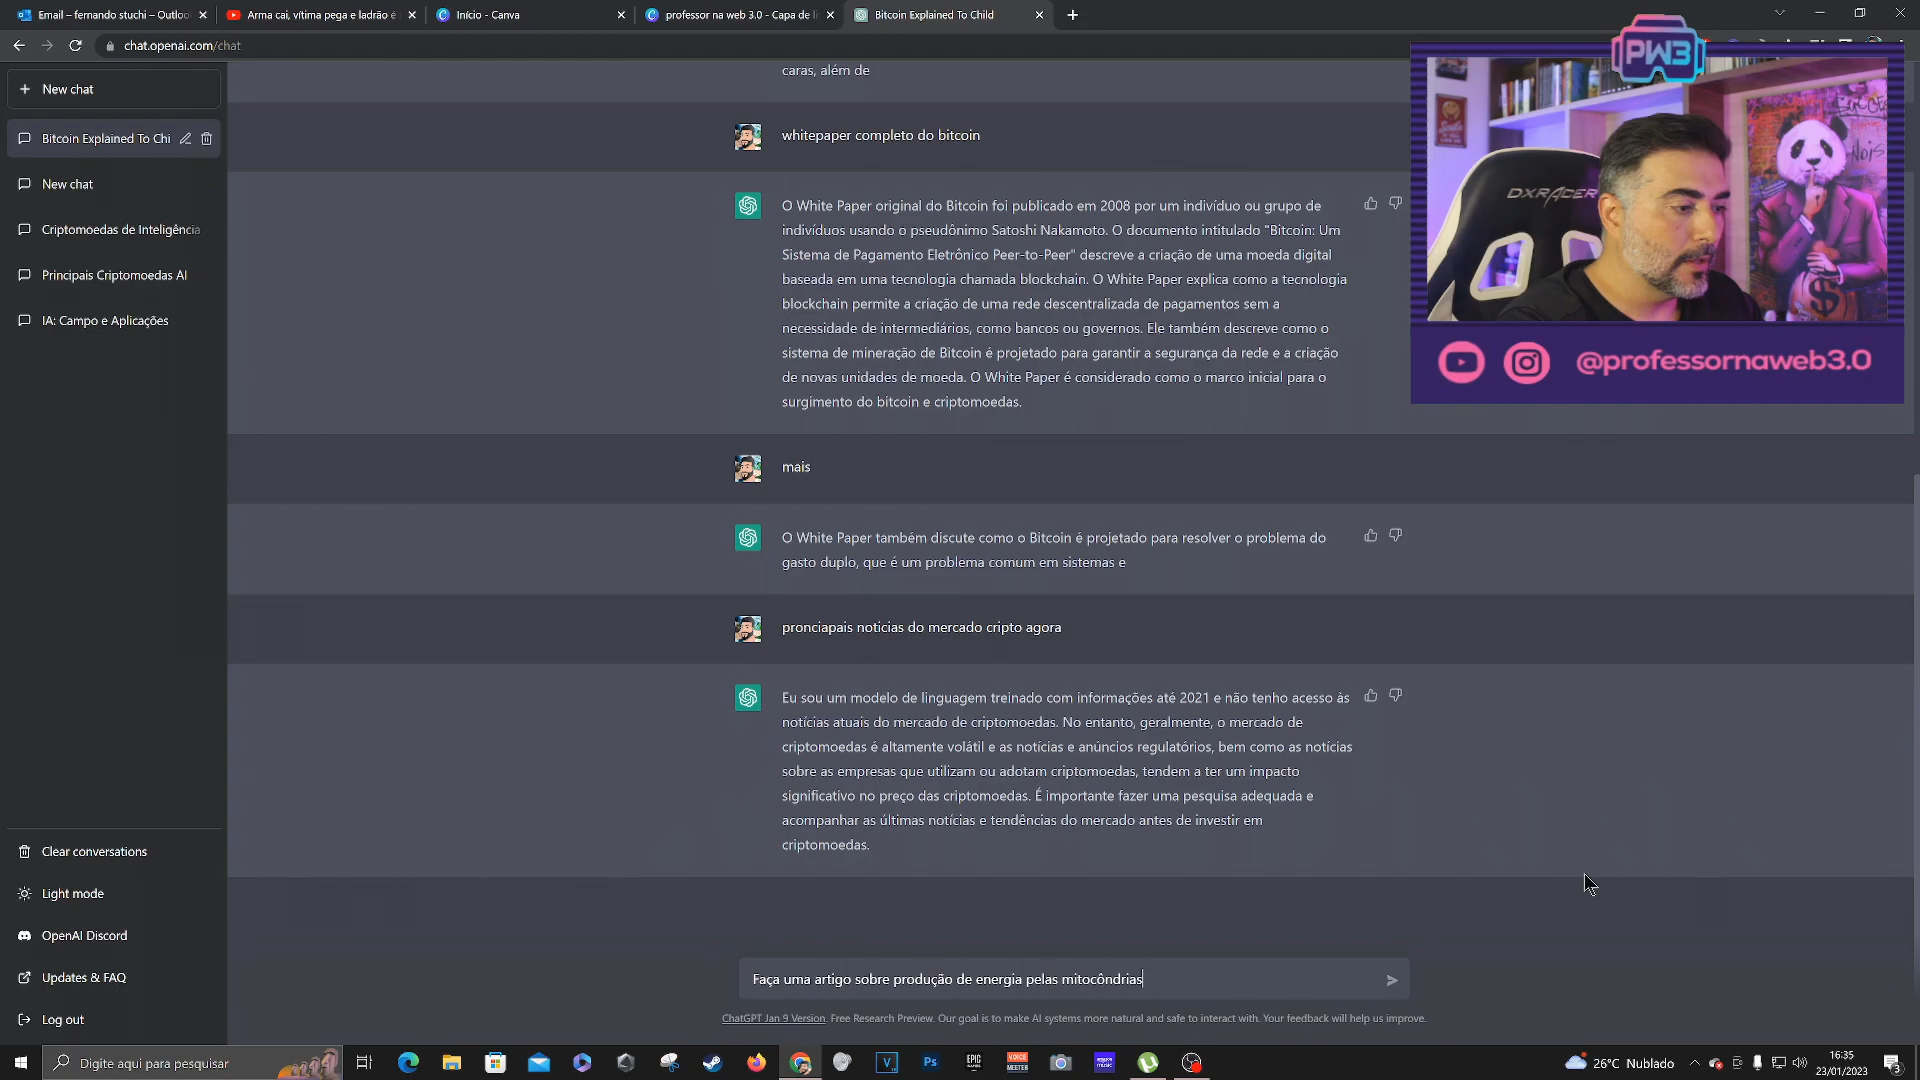 Email – fernando stuchi – Outloo
Arma cai, vítima pega e ladrão é
Início - Canva
professor na web 3.0 - Capa de li
Bitcoin Explained To Child
chat.openai.com/chat
New chat
Bitcoin Explained To Chi
New chat
Criptomoedas de Inteligência
Principais Criptomoedas AI
IA: Campo e Aplicações
caras, além de
whitepaper completo do bitcoin
O White Paper original do Bitcoin foi publicado em 2008 por um indivíduo ou grupo de
indivíduos usando o pseudônimo Satoshi Nakamoto. O documento intitulado "Bitcoin: Um
Sistema de Pagamento Eletrônico Peer-to-Peer" descreve a criação de uma moeda digital
baseada em uma tecnologia chamada blockchain. O White Paper explica como a tecnologia
blockchain permite a criação de uma rede descentralizada de pagamentos sem a
necessidade de intermediários, como bancos ou governos. Ele também descreve como o
sistema de mineração de Bitcoin é projetado para garantir a segurança da rede e a criação
de novas unidades de moeda. O White Paper é considerado como o marco inicial para o
surgimento do bitcoin e criptomoedas.
mais
O White Paper também discute como o Bitcoin é projetado para resolver o problema do
gasto duplo, que é um problema comum em sistemas e
pronciapais noticias do mercado cripto agora
Eu sou um modelo de linguagem treinado com informações até 2021 e não tenho acesso às
notícias atuais do mercado de criptomoedas. No entanto, geralmente, o mercado de
criptomoedas é altamente volátil e as notícias e anúncios regulatórios, bem como as notícias
sobre as empresas que utilizam ou adotam criptomoedas, tendem a ter um impacto
significativo no preço das criptomoedas. É importante fazer uma pesquisa adequada e
acompanhar as últimas notícias e tendências do mercado antes de investir em
criptomoedas.
PW3
DXRACER
@professornaweb3.0
Clear conversations
Light mode
OpenAI Discord
Updates & FAQ
Log out
Faça uma artigo sobre produção de energia pelas mitocôndrias
ChatGPT Jan 9 Version. Free Research Preview. Our goal is to make AI systems more natural and safe to interact with. Your feedback will help us improve.
Digite aqui para pesquisar
Ps
EPIC GAMES
VOICE MEETER
26°C Nublado
16:35
23/01/2023
3